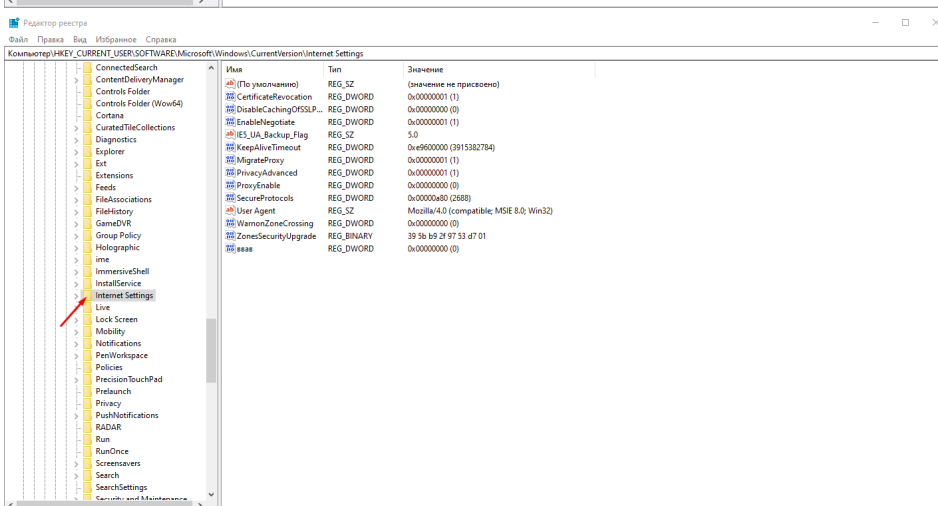 Редактор реестра
Файл Правка Вид Избранное Справка
Компьютер\HKEY_CURRENT_USER\SOFTWARE\Microsoft\Windows\CurrentVersion\Internet Settings
ConnectedSearch
ContentDeliveryManager
Controls Folder
Controls Folder (Wow64)
Cortana
CuratedTileCollections
Diagnostics
Explorer
Ext
Extensions
Feeds
FileAssociations
FileHistory
GameDVR
Group Policy
Holographic
ime
ImmersiveShell
InstallService
Internet Settings
Live
Lock Screen
Mobility
Notifications
PenWorkspace
Policies
PrecisionTouchPad
Prelaunch
Privacy
PushNotifications
RADAR
Run
RunOnce
Screensavers
Search
SearchSettings
Security and Maintenance
Имя Тип Значение
(По умолчанию) REG_SZ (значение не присвоено)
CertificateRevocation REG_DWORD 0x00000001 (1)
DisableCachingOfSSLP... REG_DWORD 0x00000000 (0)
EnableNegotiate REG_DWORD 0x00000001 (1)
IE5_UA_Backup_Flag REG_SZ 5.0
KeepAliveTimeout REG_DWORD 0xe9600000 (3915382784)
MigrateProxy REG_DWORD 0x00000001 (1)
PrivacyAdvanced REG_DWORD 0x00000001 (1)
ProxyEnable REG_DWORD 0x00000000 (0)
SecureProtocols REG_DWORD 0x00000a80 (2688)
User Agent REG_SZ Mozilla/4.0 (compatible; MSIE 8.0; Win32)
WarnonZoneCrossing REG_DWORD 0x00000000 (0)
ZonesSecurityUpgrade REG_BINARY 39 5b b9 2f 97 53 d7 01
ввав REG_DWORD 0x00000000 (0)